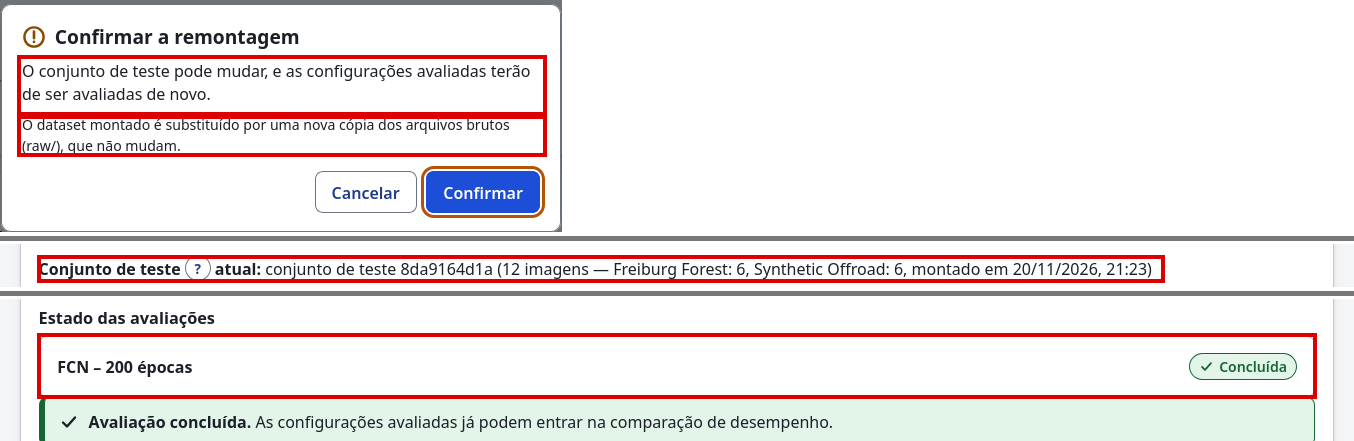 Confirmar a remontagem
O conjunto de teste pode mudar, e as configurações avaliadas terão
de ser avaliadas de novo.
O dataset montado é substituído por uma nova cópia dos arquivos brutos
(raw/), que não mudam.
Cancelar Confirmar
Conjunto de teste ? atual: conjunto de teste 8da9164d1a (12 imagens — Freiburg Forest: 6, Synthetic Offroad: 6, montado em 20/11/2026, 21:23)
Estado das avaliações
FCN – 200 épocas Concluída
Avaliação concluída. As configurações avaliadas já podem entrar na comparação de desempenho.